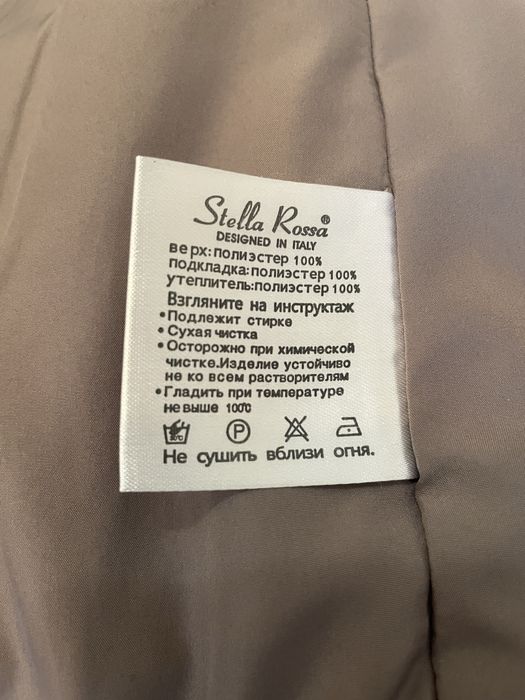 Stella Rossa®
DESIGNED IN ITALY
верх:полиэстер 100%
подкладка:полиэстер 100%
утеплитель:полиэстер 100%
Взгляните на инструктаж
•Подлежит стирке
•Сухая чистка
•Осторожно при химической
чистке.Изделие устойчиво
не ко всем растворителям
•Гладить при температуре
не выше 100℃
30℃ P
Не сушить вблизи огня.